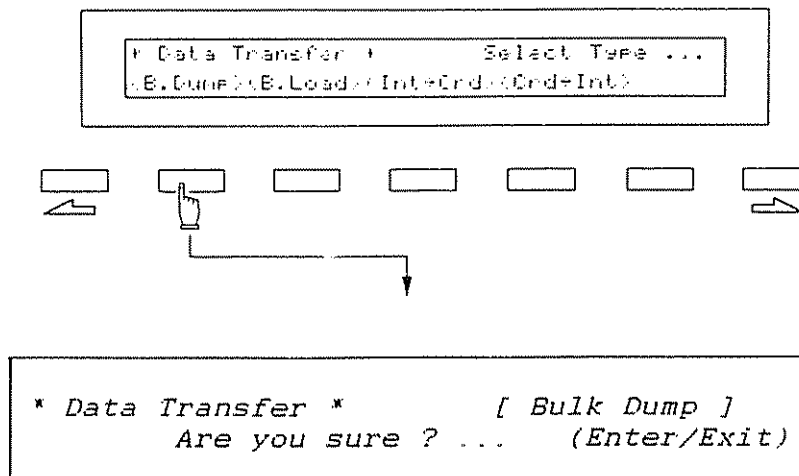 * Data Transfer * Select Type ...
<B.Dump><B.Load><Int→Crd><Crd→Int>
* Data Transfer * [ Bulk Dump ]
Are you sure ? ... (Enter/Exit)